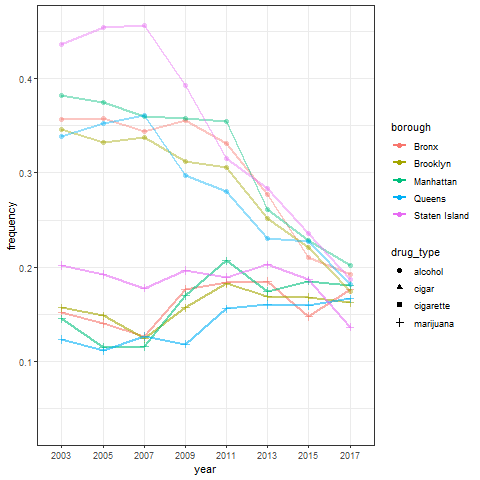 frequency
0.4
0.3
0.2
0.1
2003 2005 2007 2009 2011 2013 2015 2017
year
borough
Bronx
Brooklyn
Manhattan
Queens
Staten Island
drug_type
alcohol
cigar
cigarette
marijuana